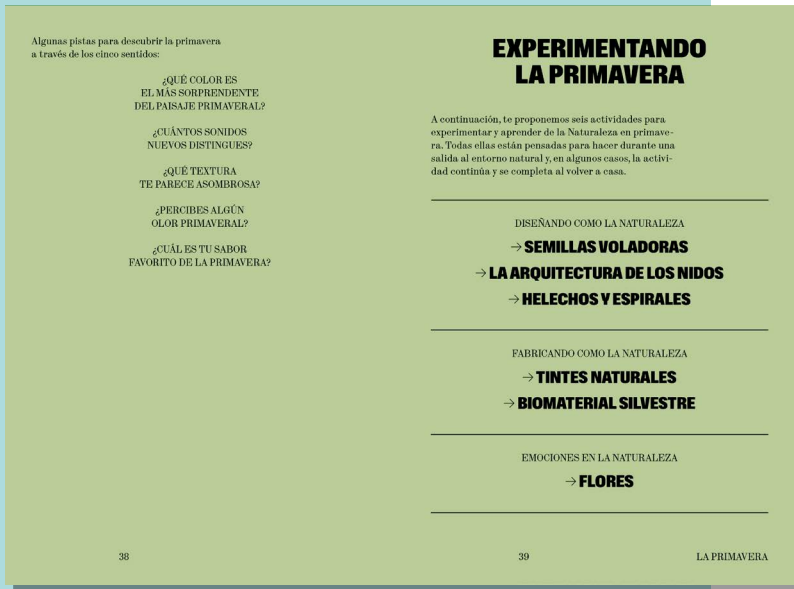 Algunas pistas para descubrir la primavera
a través de los cinco sentidos:
¿QUÉ COLOR ES
EL MÁS SORPRENDENTE
DEL PAISAJE PRIMAVERAL?
¿CUÁNTOS SONIDOS
NUEVOS DISTINGUES?
¿QUÉ TEXTURA
TE PARECE ASOMBROSA?
¿PERCIBES ALGÚN
OLOR PRIMAVERAL?
¿CUÁL ES TU SABOR
FAVORITO DE LA PRIMAVERA?
38
EXPERIMENTANDO
LA PRIMAVERA
A continuación, te proponemos seis actividades para
experimentar y aprender de la Naturaleza en primave-
ra. Todas ellas están pensadas para hacer durante una
salida al entorno natural y, en algunos casos, la activi-
dad continúa y se completa al volver a casa.
DISEÑANDO COMO LA NATURALEZA
→ SEMILLAS VOLADORAS
→ LA ARQUITECTURA DE LOS NIDOS
→ HELECHOS Y ESPIRALES
FABRICANDO COMO LA NATURALEZA
→ TINTES NATURALES
→ BIOMATERIAL SILVESTRE
EMOCIONES EN LA NATURALEZA
→ FLORES
39
LA PRIMAVERA